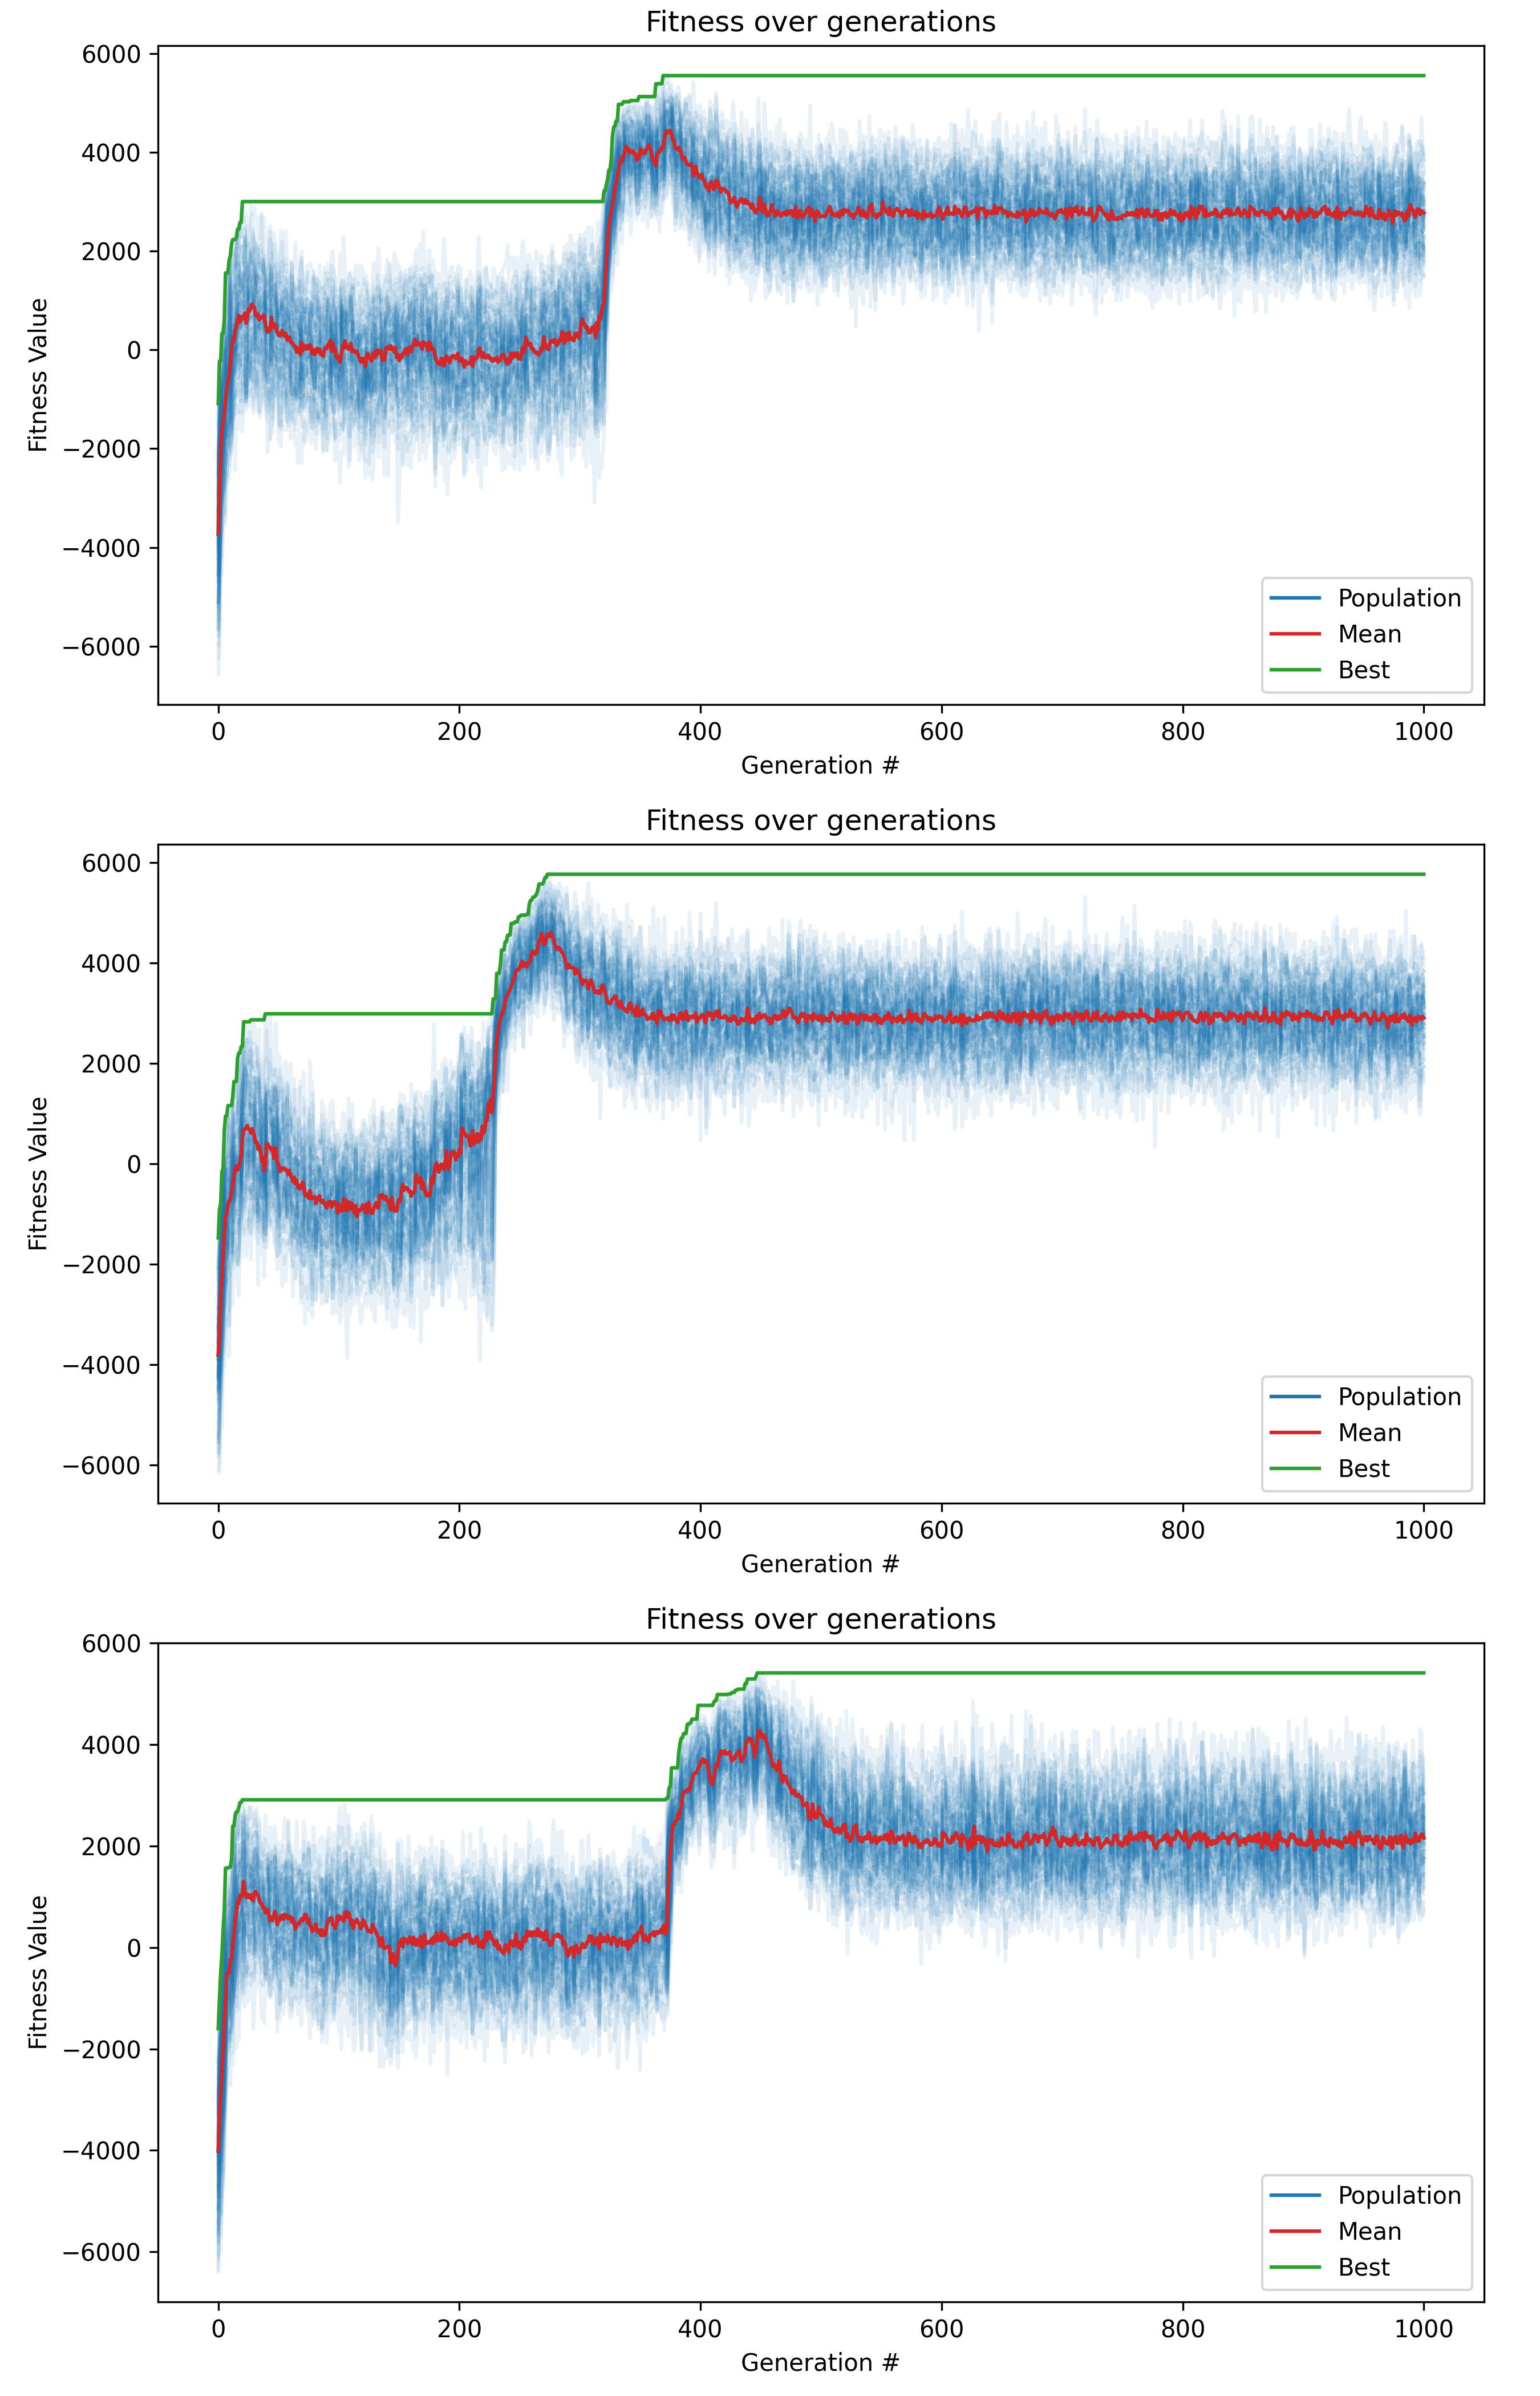 Fitness over generations
6000
4000
2000
0
−2000
−4000
−6000
Fitness Value
Population
Mean
Best
0 200 400 600 800 1000
Generation #
Fitness over generations
6000
4000
2000
0
−2000
−4000
−6000
Fitness Value
Population
Mean
Best
0 200 400 600 800 1000
Generation #
Fitness over generations
6000
4000
2000
0
−2000
−4000
−6000
Fitness Value
Population
Mean
Best
0 200 400 600 800 1000
Generation #